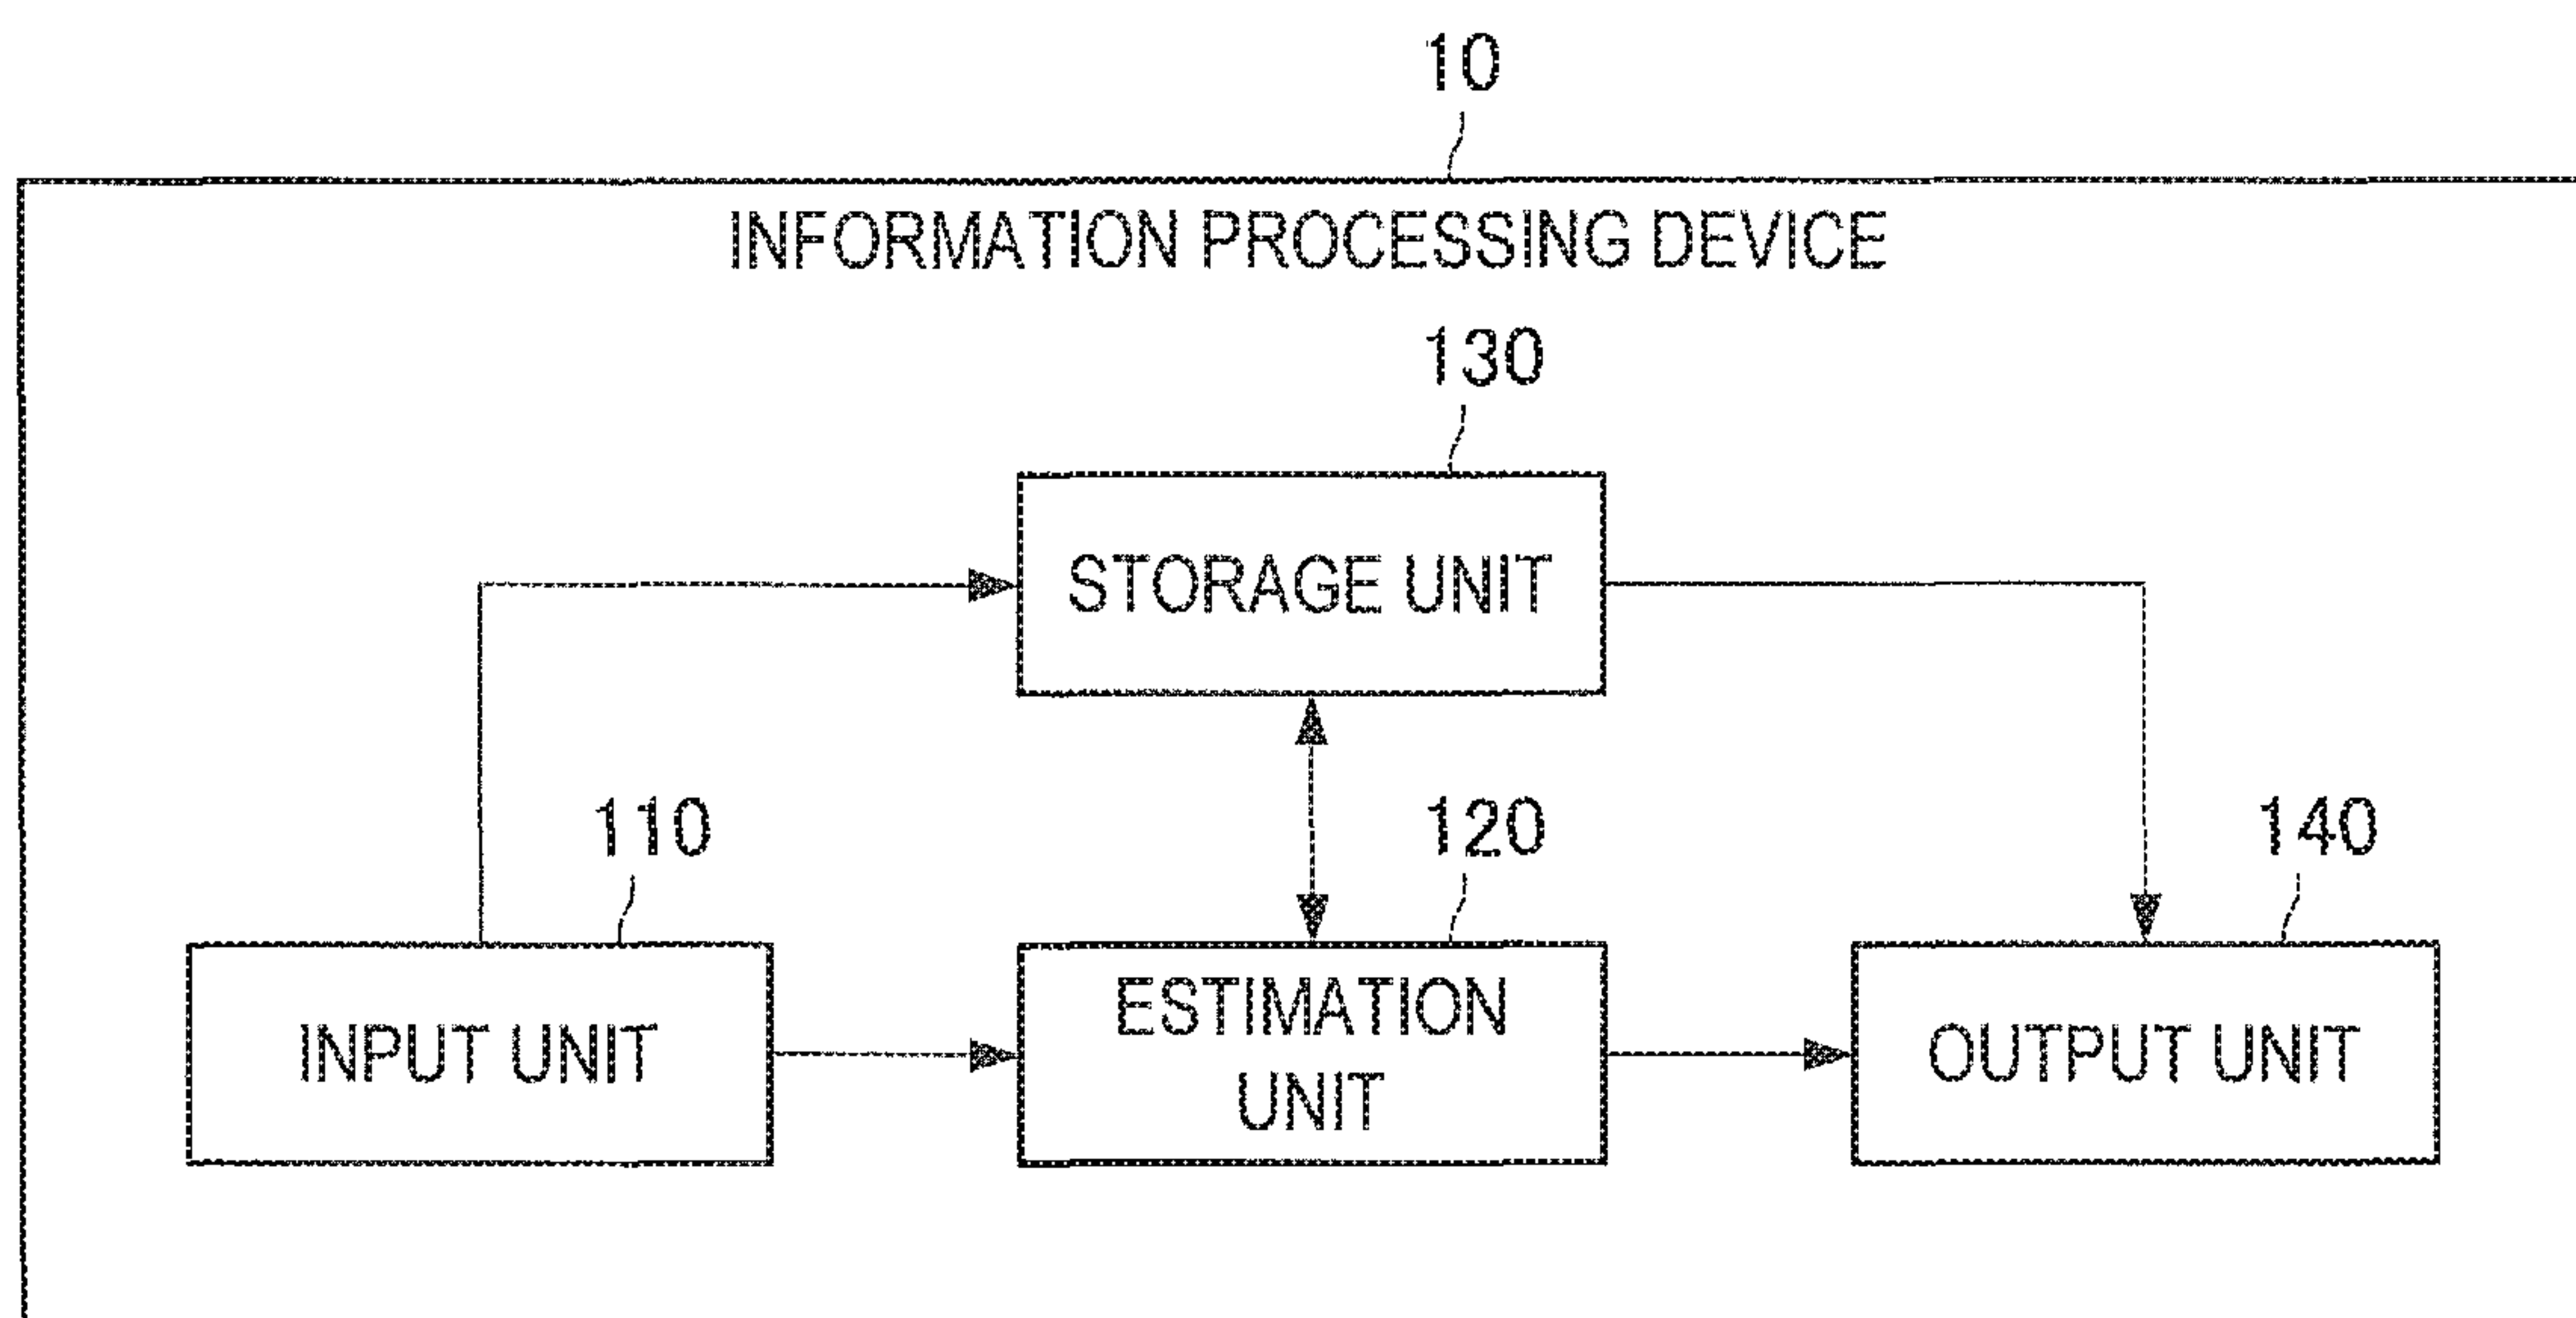 10
INFORMATION PROCESSING DEVICE
130
STORAGE UNIT
110
120
140
INPUT UNIT
ESTIMATION
UNIT
OUTPUT UNIT